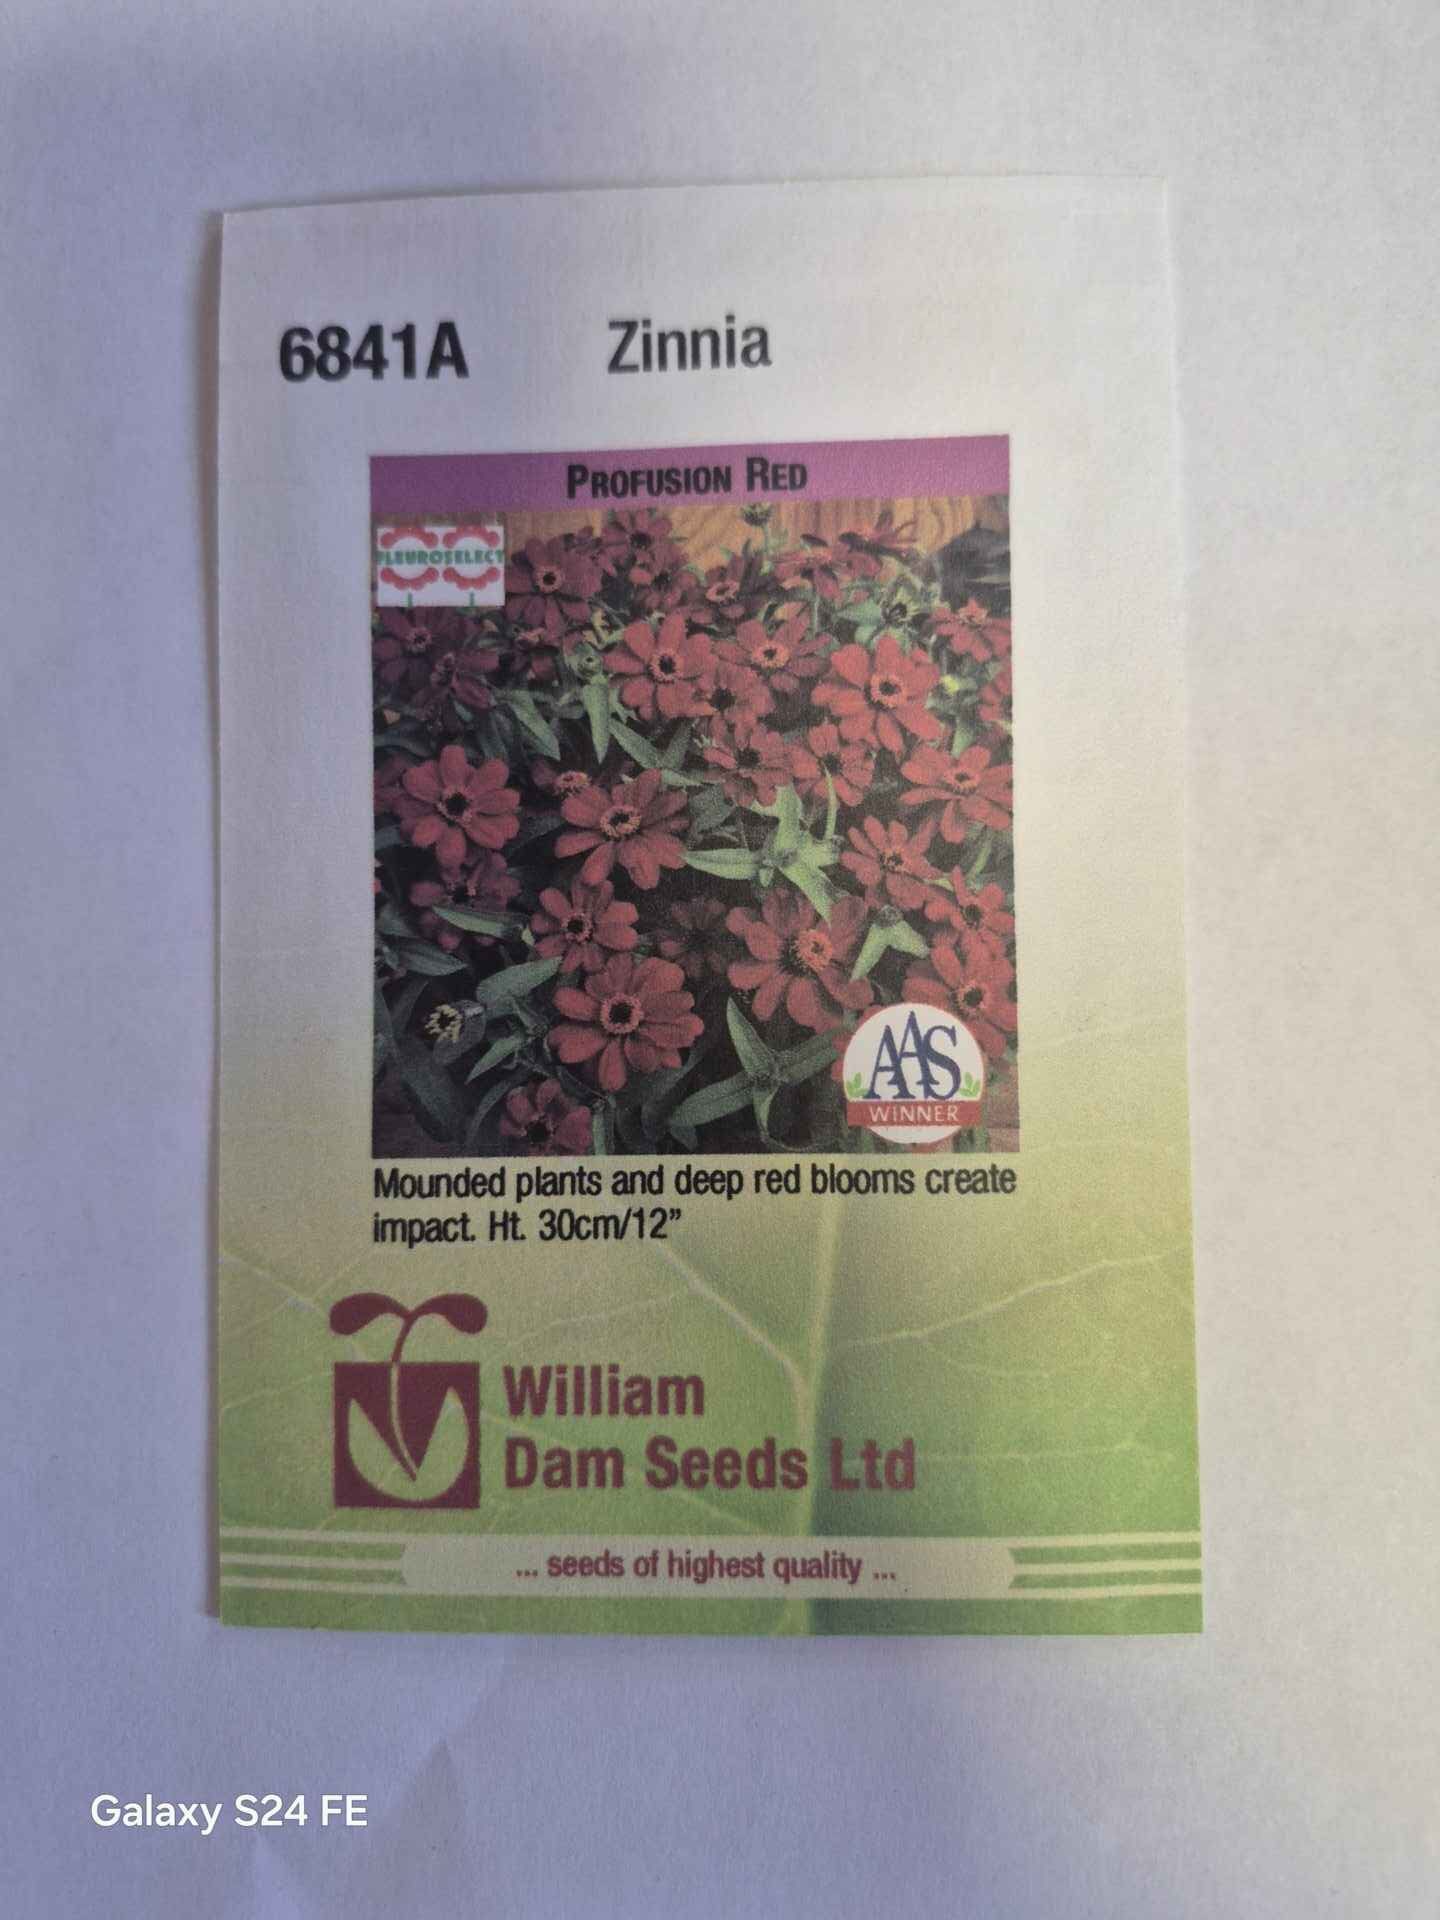 6841A Zinnia
PROFUSION RED
FLEUROSELECT
AAS
WINNER
Mounded plants and deep red blooms create
impact. Ht. 30cm/12”
William
Dam Seeds Ltd
... seeds of highest quality ...
Galaxy S24 FE